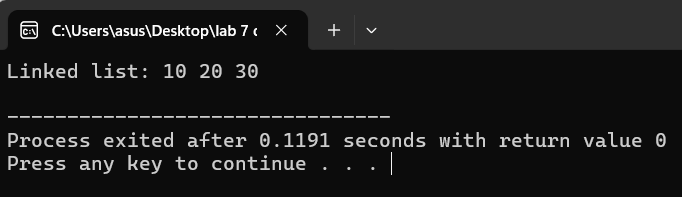 C:\Users\asus\Desktop\lab 7 c
Linked list: 10 20 30
--------------------------------
Process exited after 0.1191 seconds with return value 0
Press any key to continue . . .